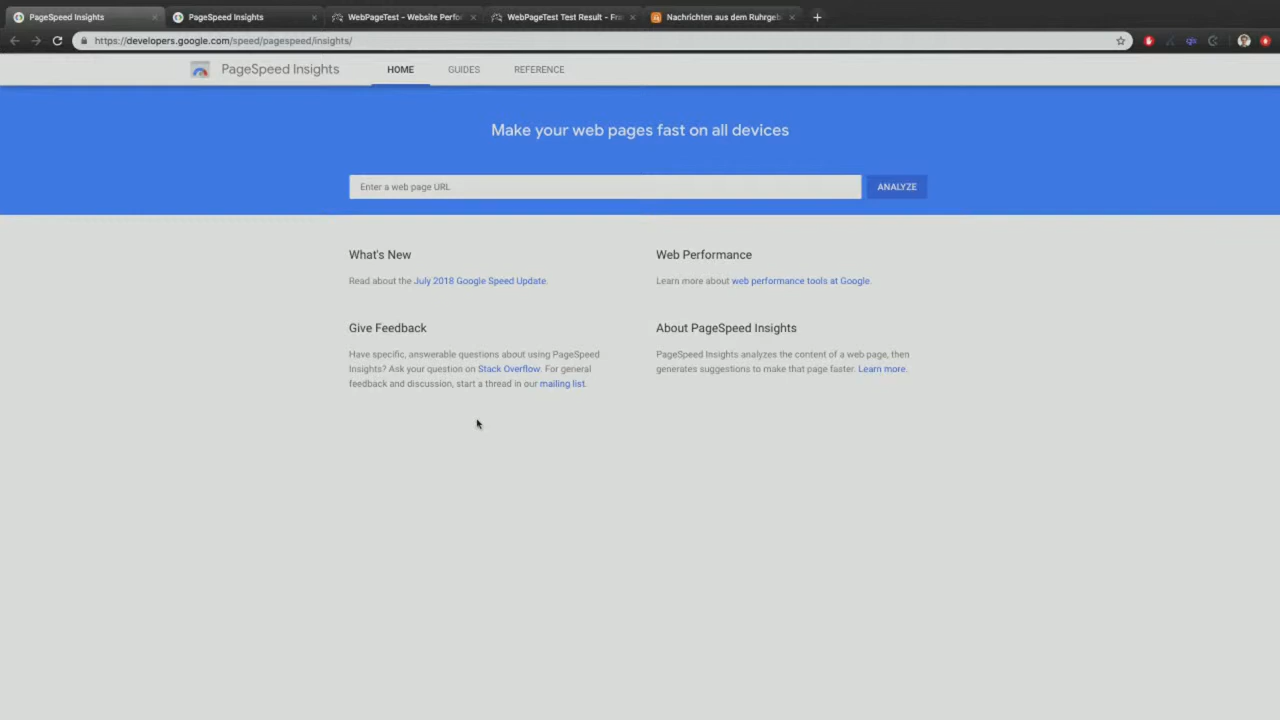 PageSpeed Insights
PageSpeed Insights
WebPageTest - Website Perfo
WebPageTest Test Result - Fra
Nachrichten aus dem Ruhrgeb
https://developers.google.com/speed/pagespeed/insights/
PageSpeed Insights
HOME
GUIDES
REFERENCE
Make your web pages fast on all devices
Enter a web page URL
ANALYZE
What's New
Read about the July 2018 Google Speed Update.
Web Performance
Learn more about web performance tools at Google.
Give Feedback
Have specific, answerable questions about using PageSpeed
Insights? Ask your question on Stack Overflow. For general
feedback and discussion, start a thread in our mailing list.
About PageSpeed Insights
PageSpeed Insights analyzes the content of a web page, then
generates suggestions to make that page faster. Learn more.